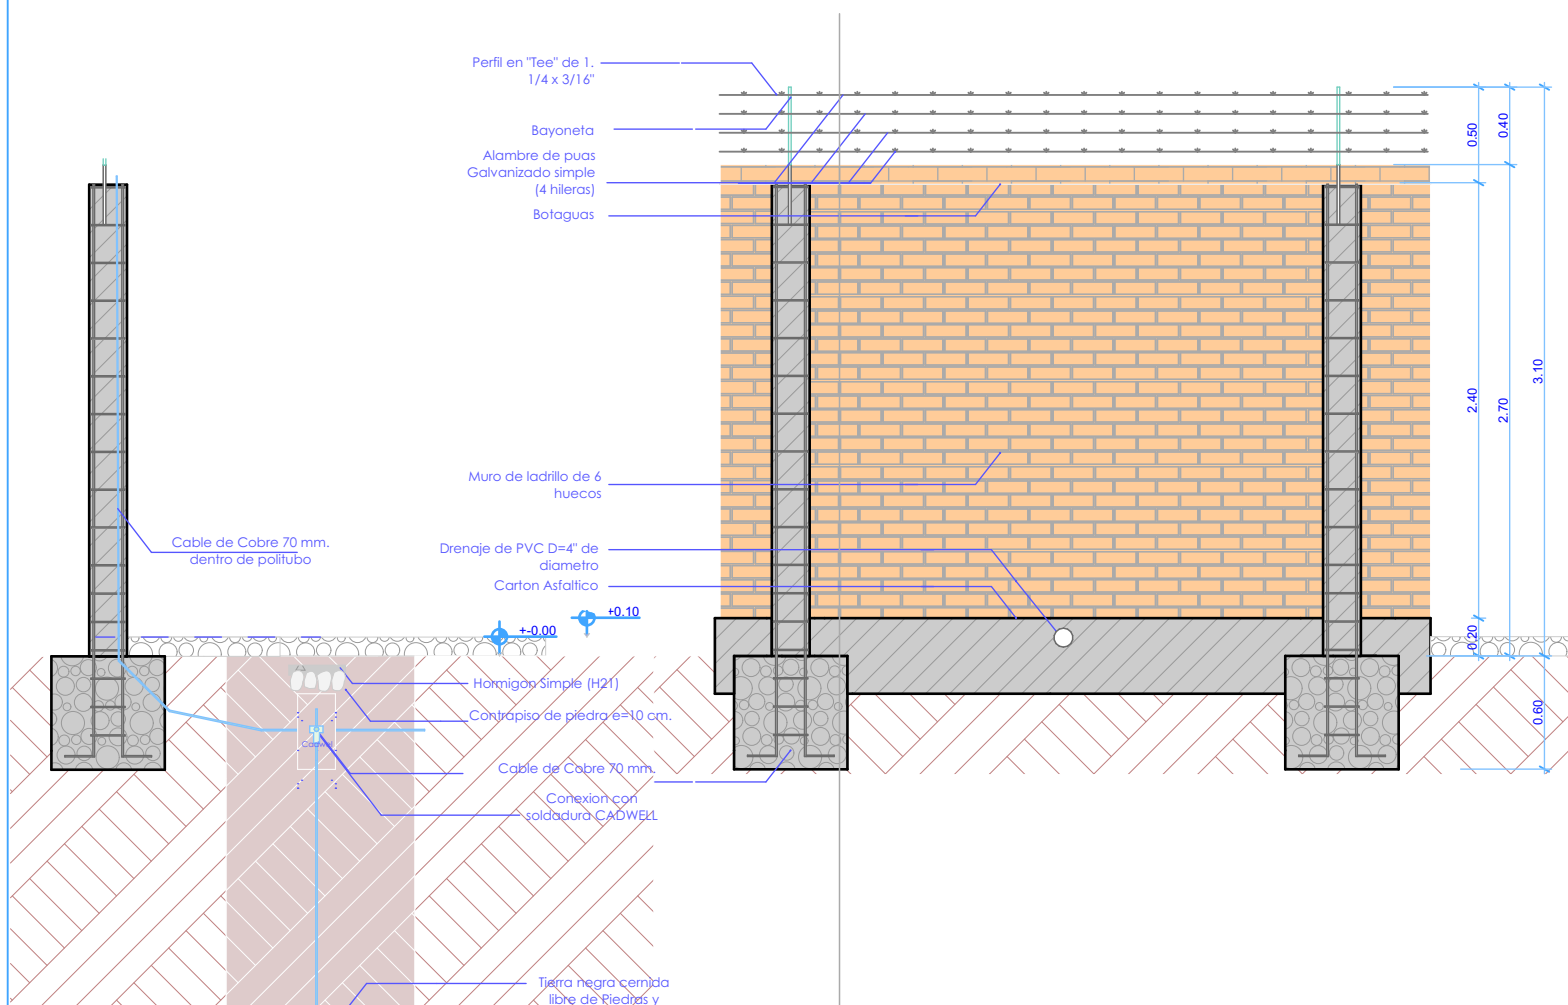 Perfil en "Tee" de 1.
1/4 x 3/16"
Bayoneta
Alambre de puas
Galvanizado simple
(4 hileras)
Botaguas
0.50
0.40
3.10
2.40
2.70
Muro de ladrillo de 6
huecos
Cable de Cobre 70 mm.
dentro de politubo
Drenaje de PVC D=4" de
diametro
Carton Asfaltico
+0.10
+-0.00
0.20
Hormigon Simple (H21)
Contrapiso de piedra e=10 cm.
0.60
Cadwel
Cable de Cobre 70 mm.
Conexion con
soldadura CADWELL
Tierra negra cernida
libre de Piedras y